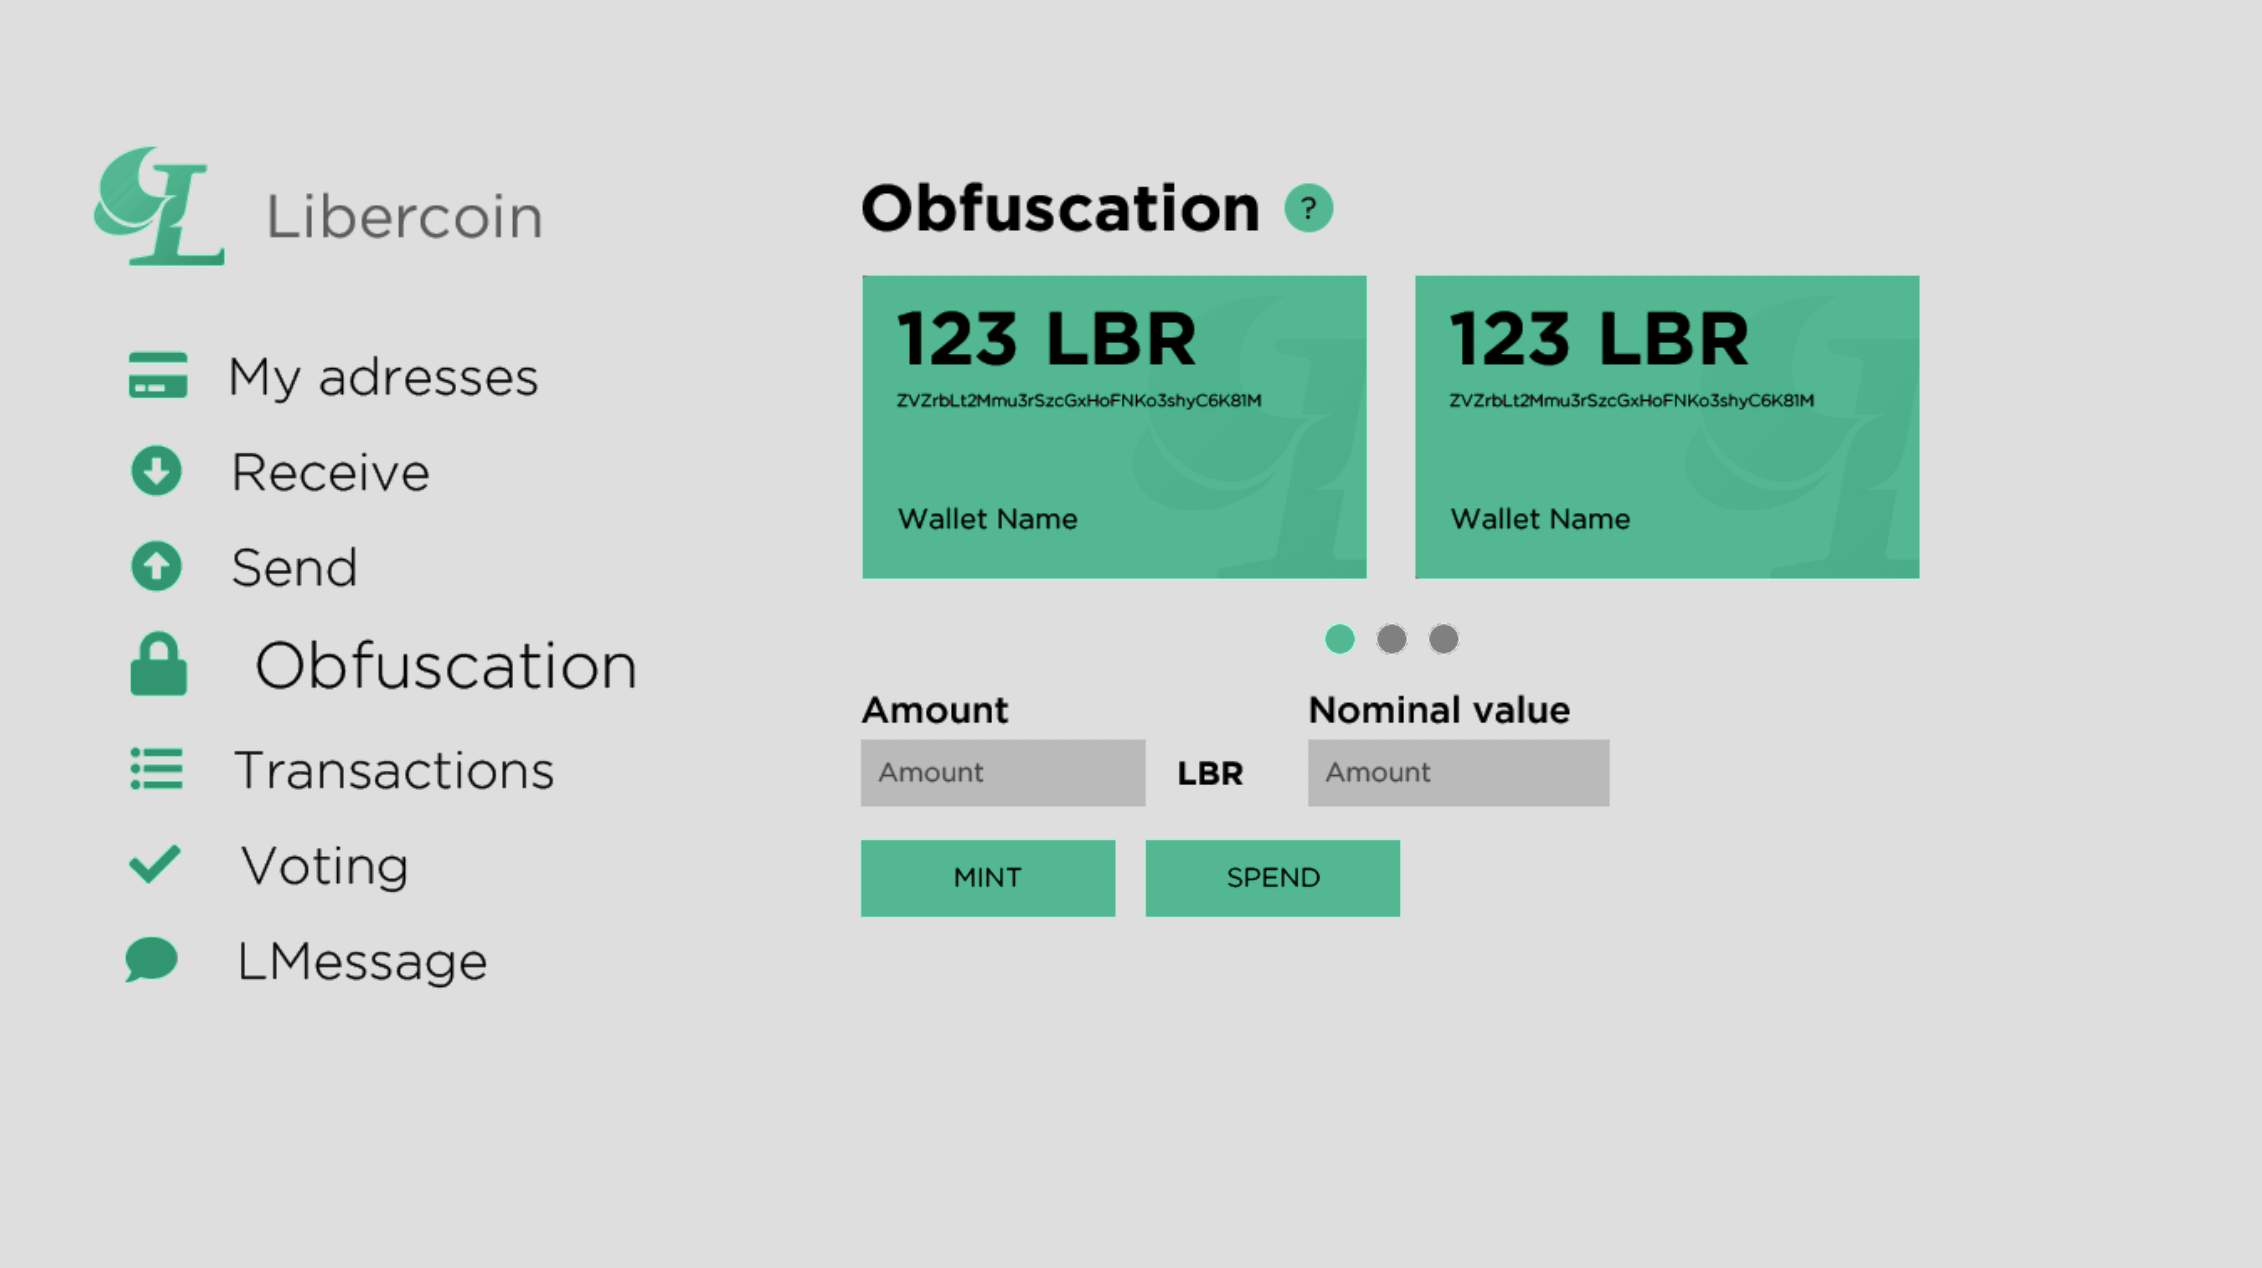 Libercoin
My adresses
Receive
Send
Obfuscation
Transactions
Voting
LMessage
Obfuscation ?
123 LBR
ZVZrbLt2Mmu3rSzcGxHoFNKo3shyC6K81M
Wallet Name
123 LBR
ZVZrbLt2Mmu3rSzcGxHoFNKo3shyC6K81M
Wallet Name
Amount
Amount
LBR
Nominal value
Amount
MINT
SPEND